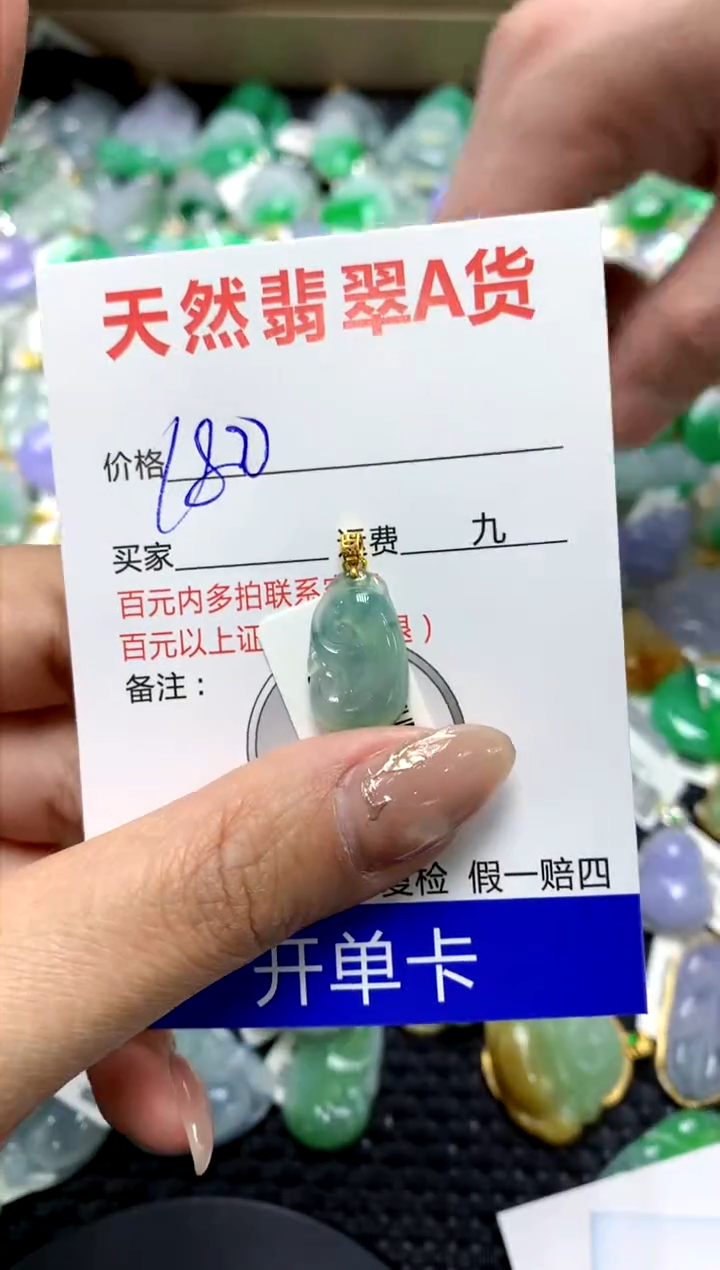 天然翡翠A货
价格 180
买家 运费 九
百元内多拍联系
百元以上证 退）
备注：
复检 假一赔四
开单卡